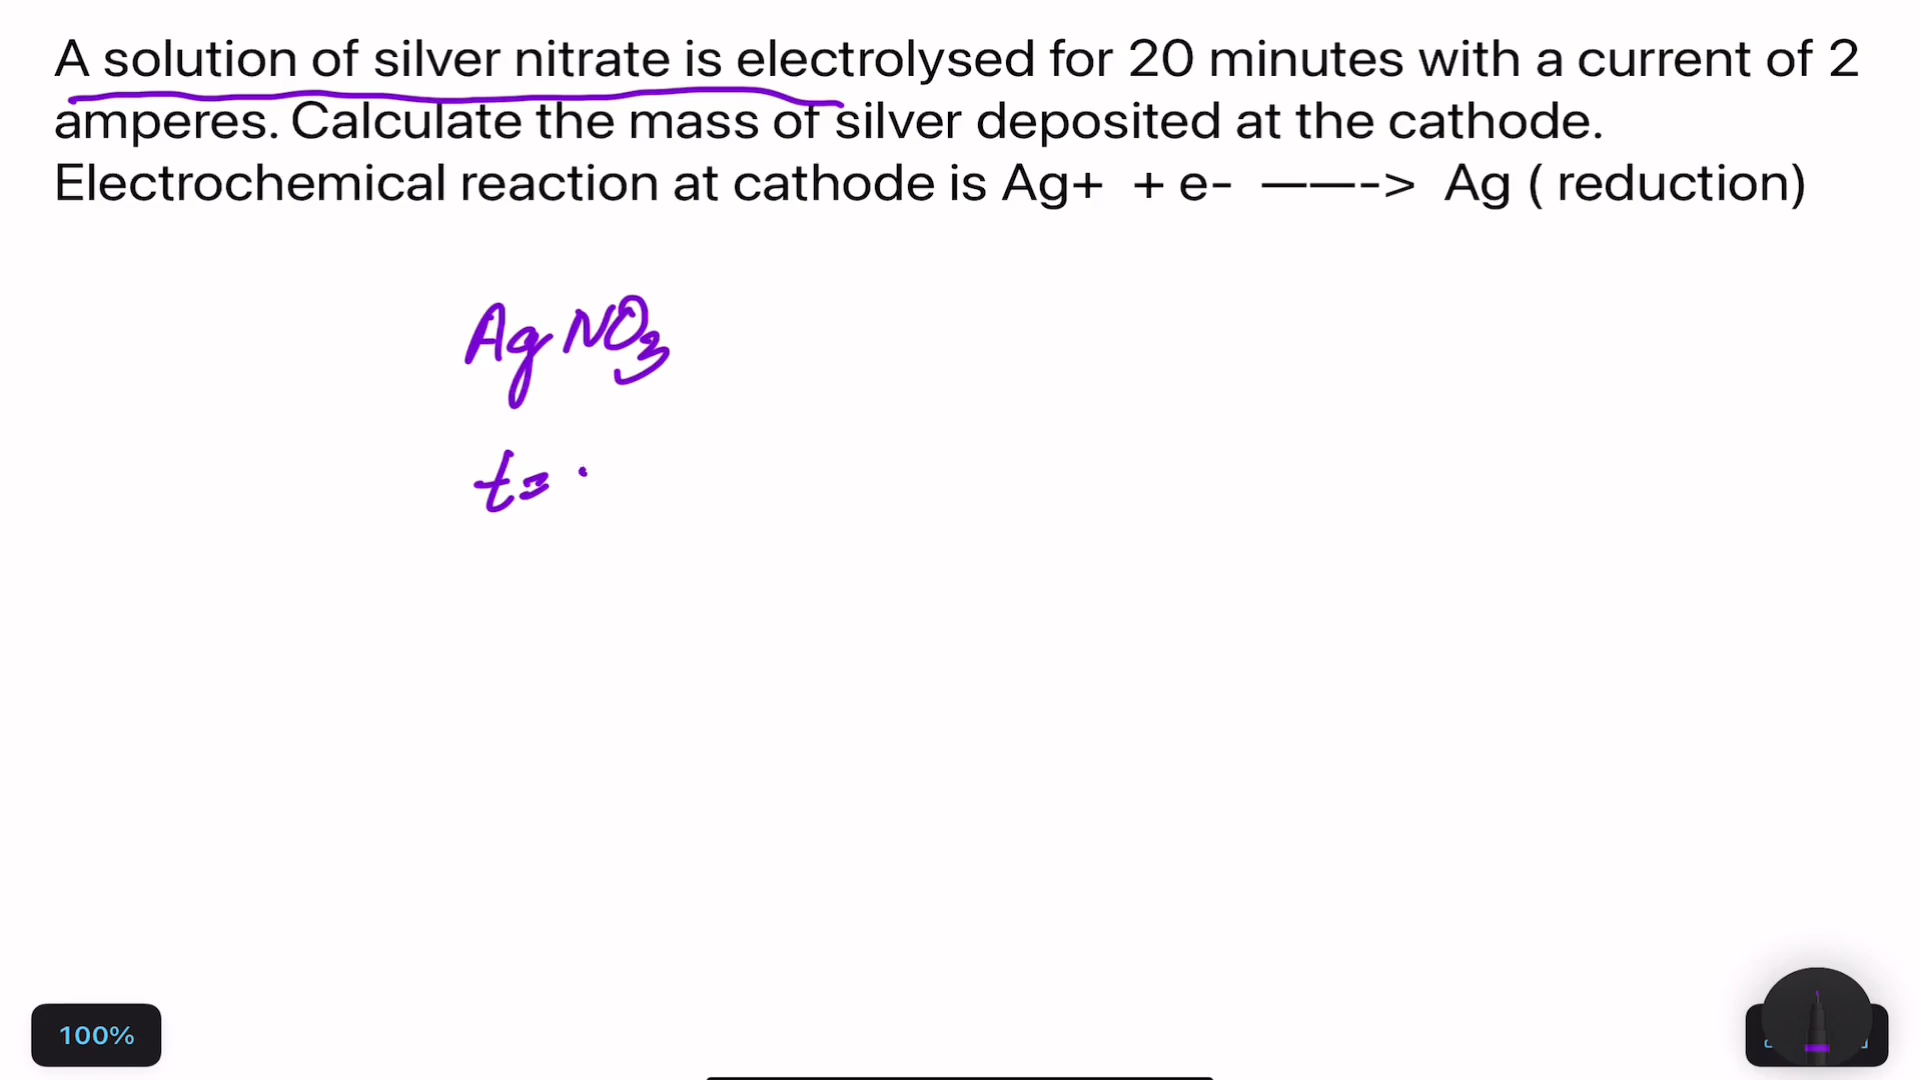 A solution of silver nitrate is electrolysed for 20 minutes with a current of 2
amperes. Calculate the mass of silver deposited at the cathode.
Electrochemical reaction at cathode is Ag+ + e- ——-> Ag ( reduction)
AgNO3
t=
100%